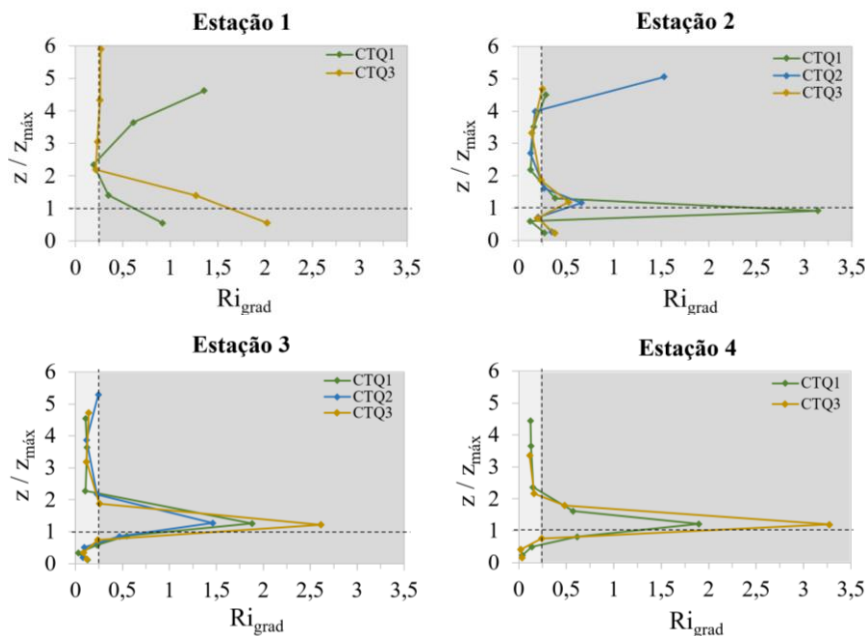 Estação 1
6
5
4
3
2
1
0
z / zmáx
CTQ1
CTQ3
0 0,5 1 1,5 2 2,5 3 3,5
Rigrad
Estação 2
6
5
4
3
2
1
0
z / zmáx
CTQ1
CTQ2
CTQ3
0 0,5 1 1,5 2 2,5 3 3,5
Rigrad
Estação 3
6
5
4
3
2
1
0
z / zmáx
CTQ1
CTQ2
CTQ3
0 0,5 1 1,5 2 2,5 3 3,5
Rigrad
Estação 4
6
5
4
3
2
1
0
z / zmáx
CTQ1
CTQ3
0 0,5 1 1,5 2 2,5 3 3,5
Rigrad